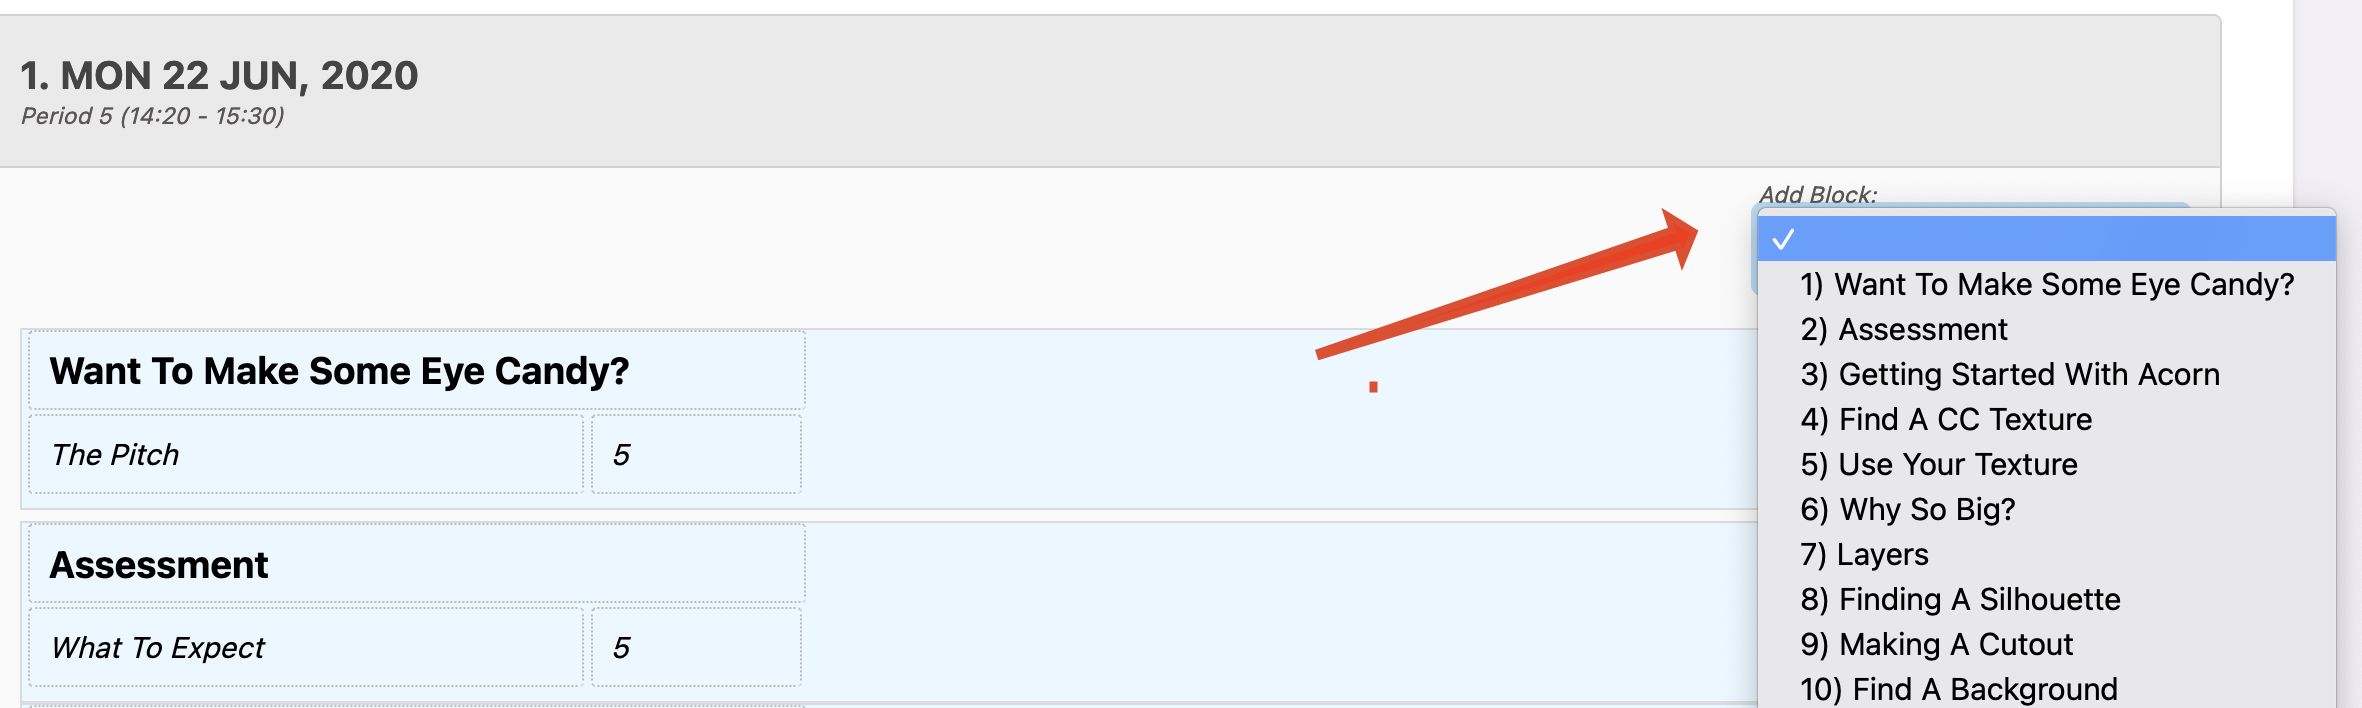 1. MON 22 JUN, 2020
Period 5 (14:20 - 15:30)
Add Block:
1) Want To Make Some Eye Candy?
2) Assessment
3) Getting Started With Acorn
4) Find A CC Texture
5) Use Your Texture
6) Why So Big?
7) Layers
8) Finding A Silhouette
9) Making A Cutout
10) Find A Background
Want To Make Some Eye Candy?
The Pitch 5
Assessment
What To Expect 5